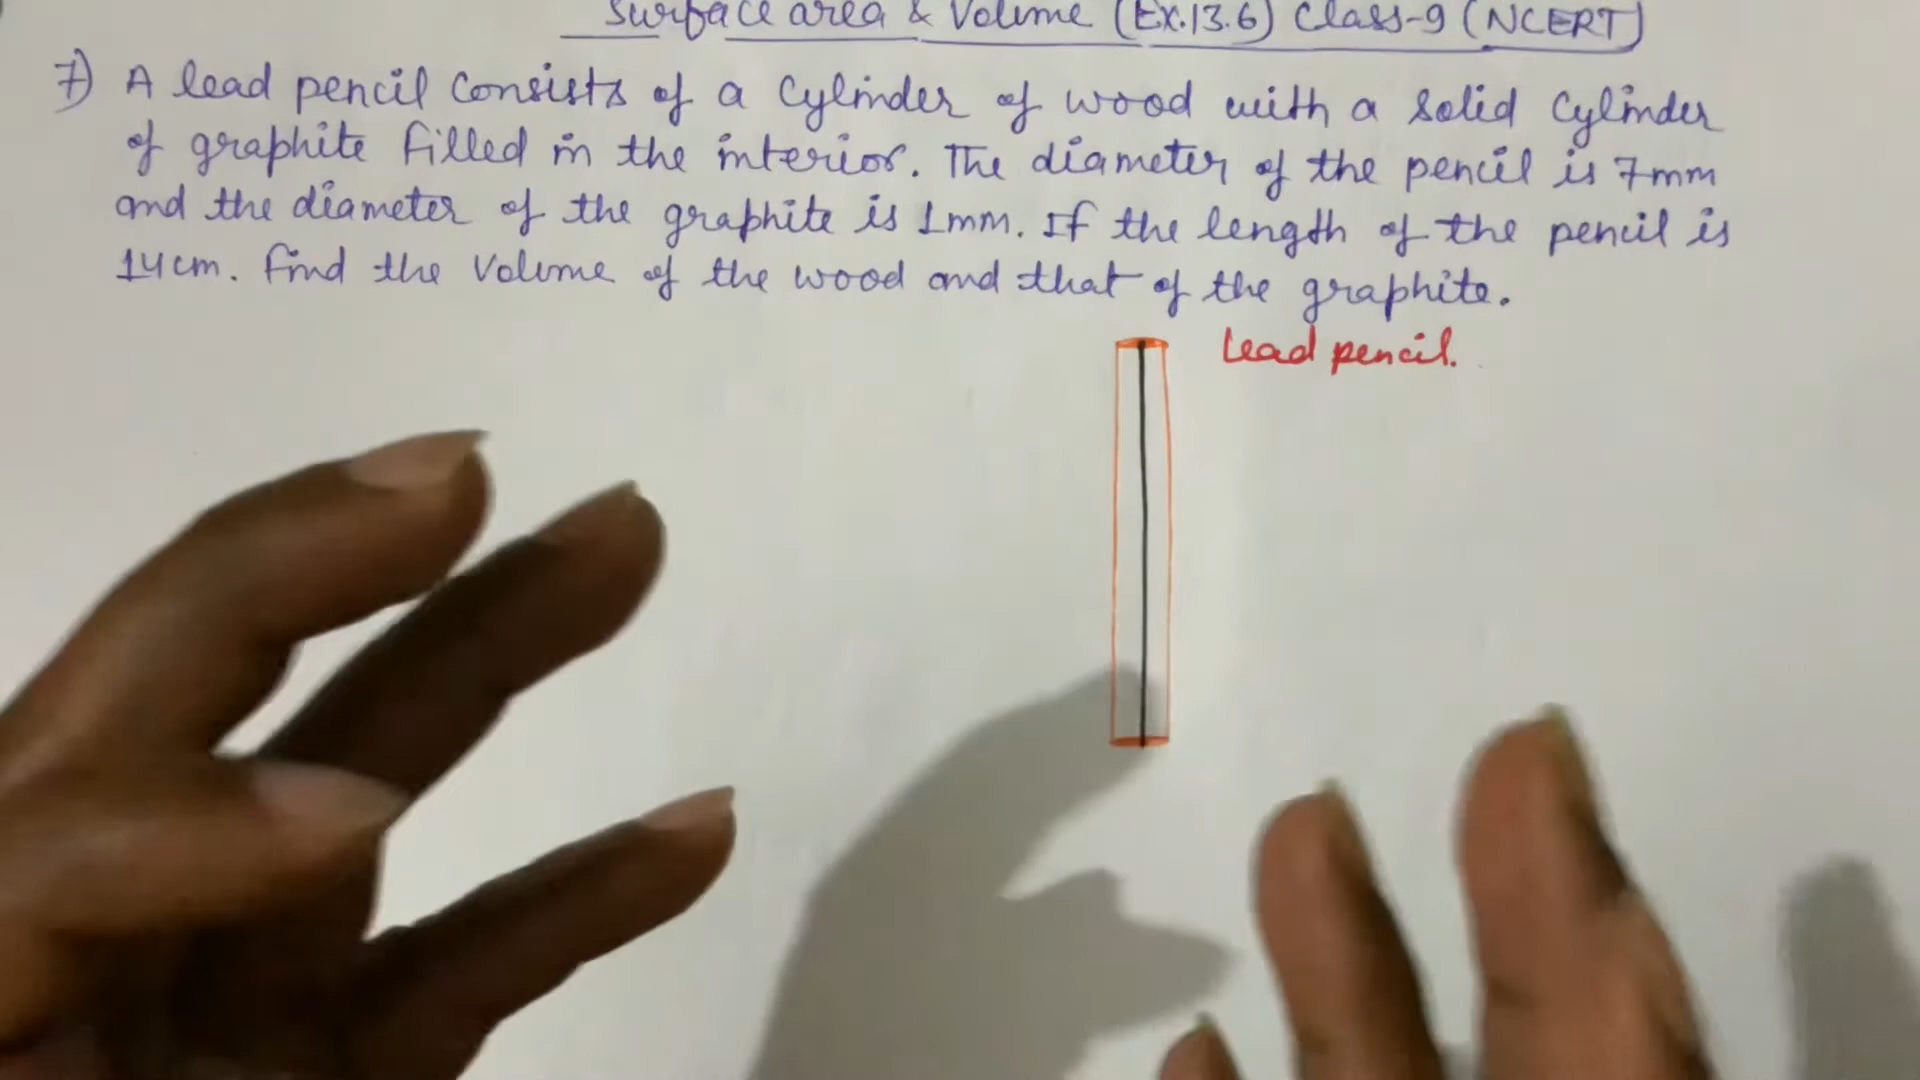 Surface area & Volume (Ex.13.6) Class-9 (NCERT)
7) A lead pencil consists of a cylinder of wood with a solid cylinder
of graphite filled in the interior. The diameter of the pencil is 7mm
and the diameter of the graphite is 1mm. If the length of the pencil is
14cm. find the volume of the wood and that of the graphite.
Lead pencil.